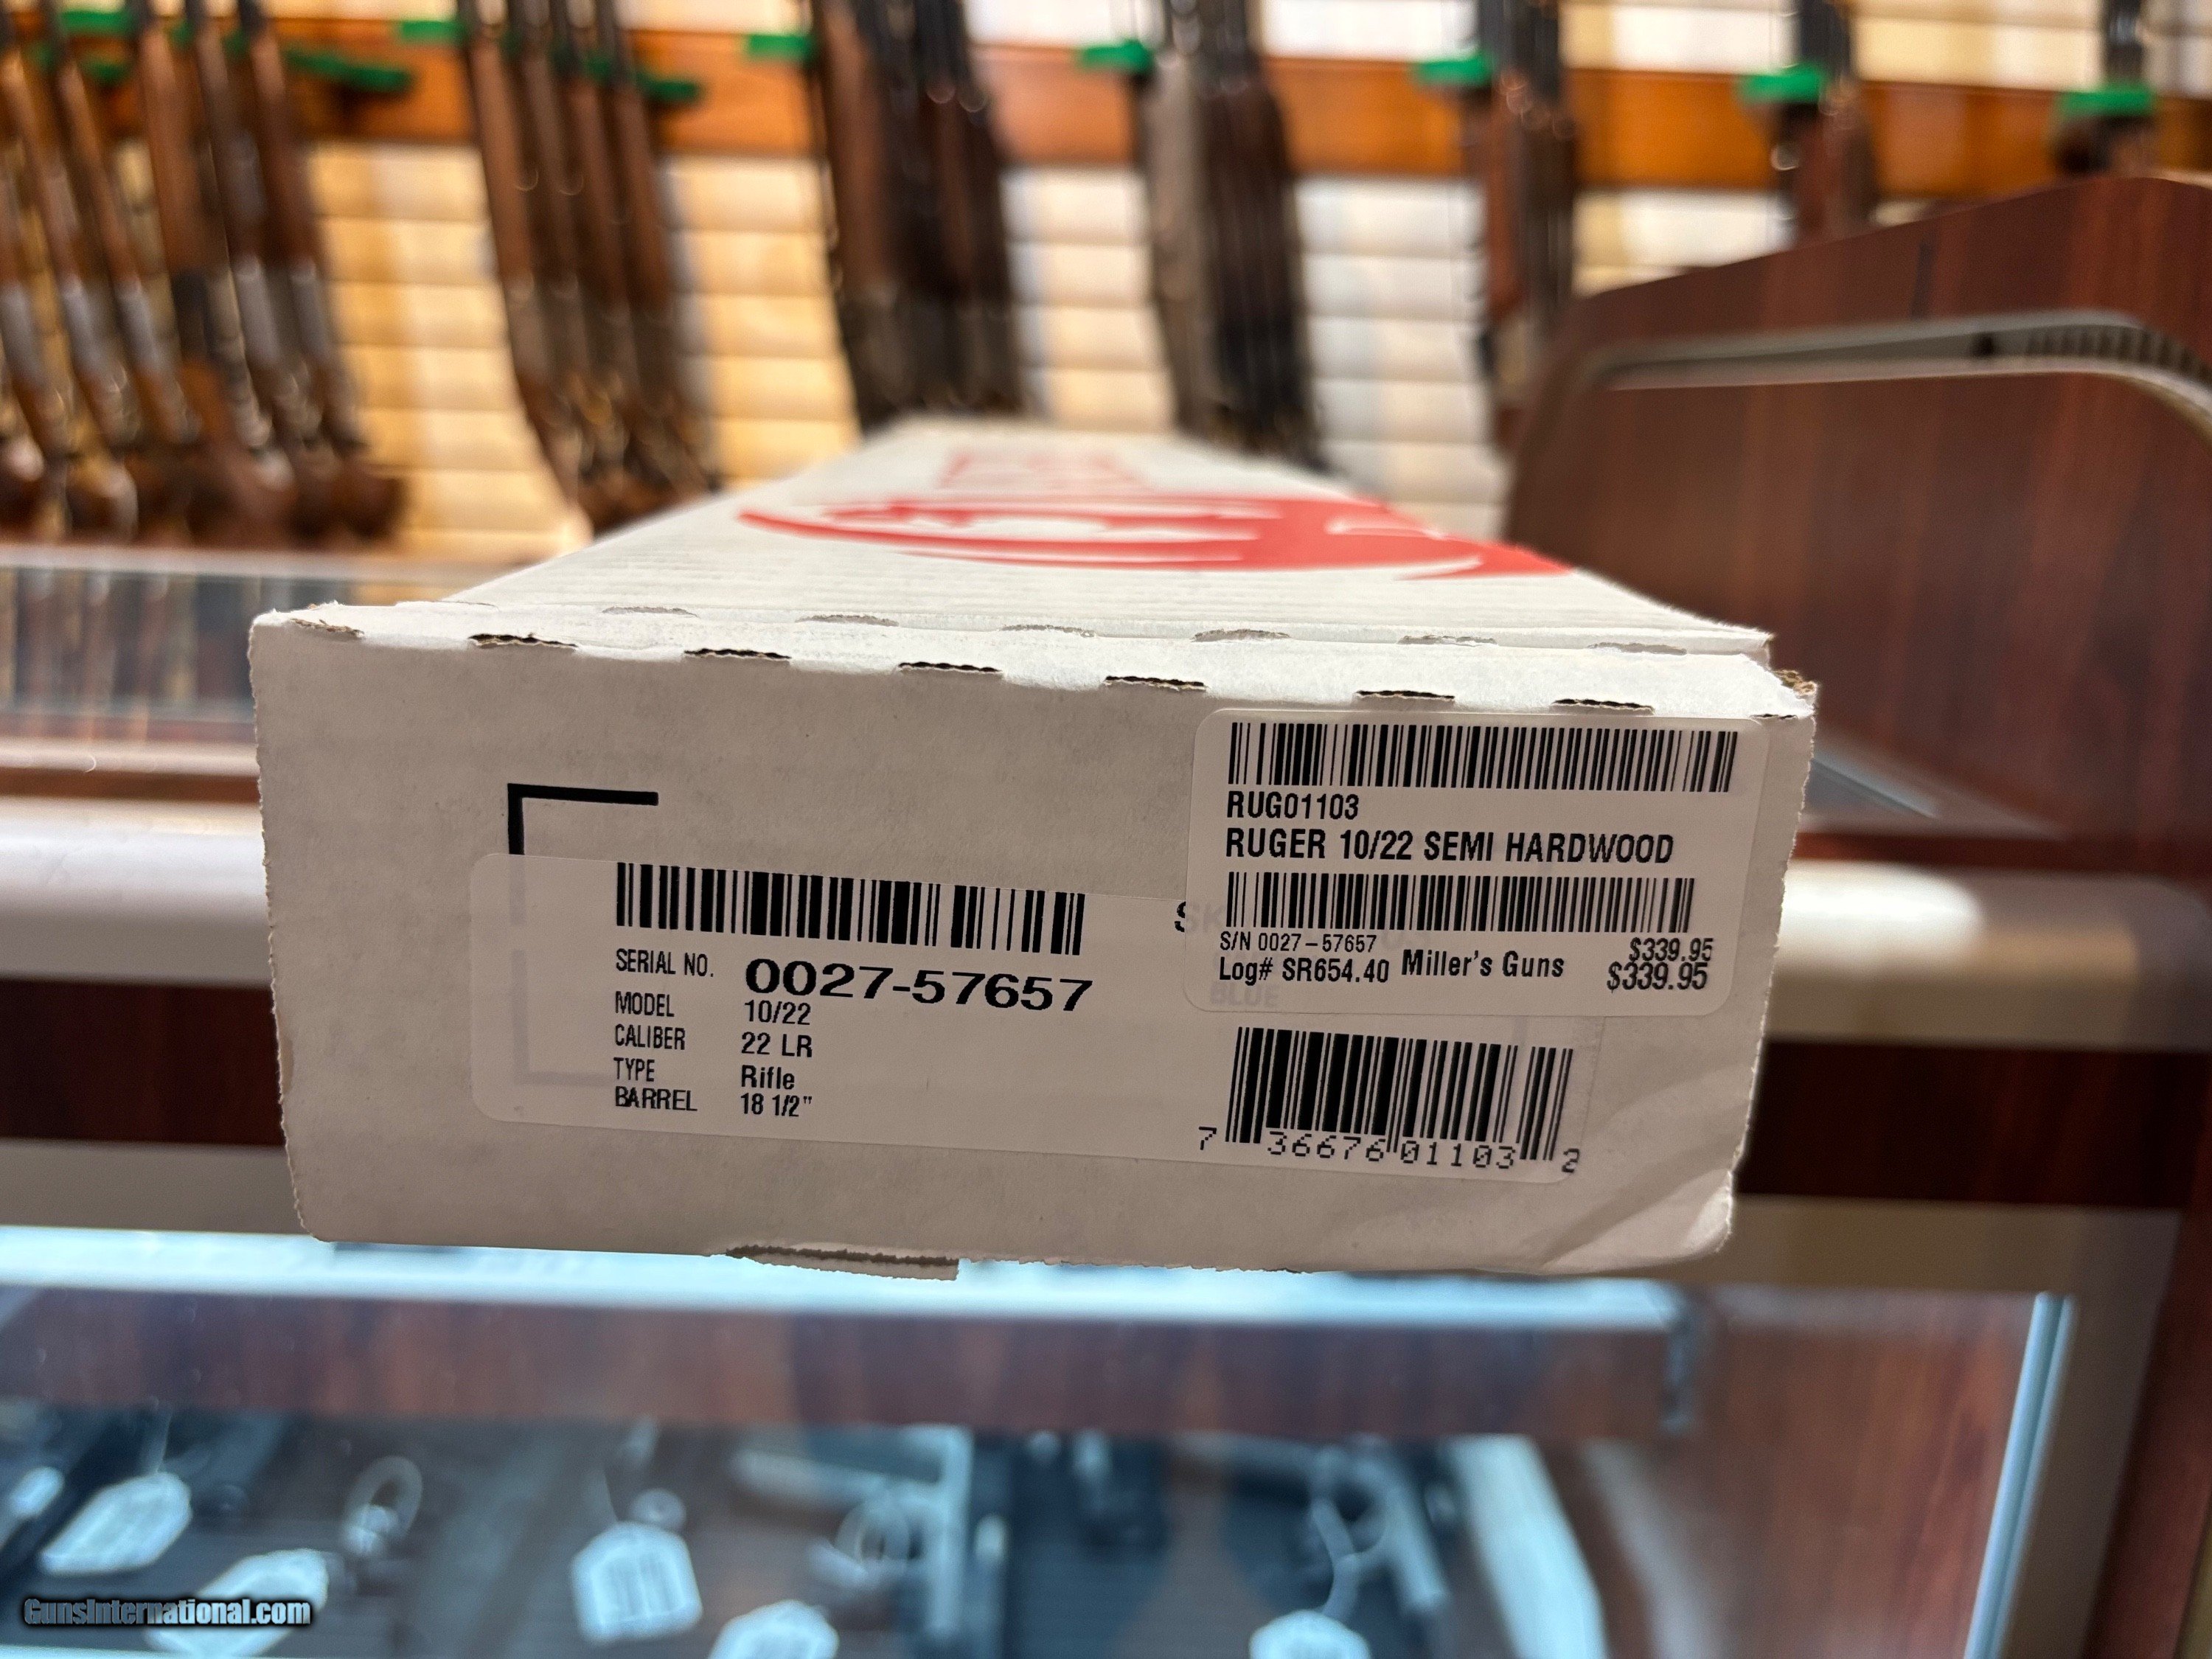 RUG01103
RUGER 10/22 SEMI HARDWOOD
S/N 0027-57657
$339.95
Log# SR654.40 Miller's Guns $339.95
BLUE
SERIAL NO. 0027-57657
MODEL 10/22
CALIBER 22 LR
TYPE Rifle
BARREL 18 1/2"
7 36676 01103 2
GunsInternational.com